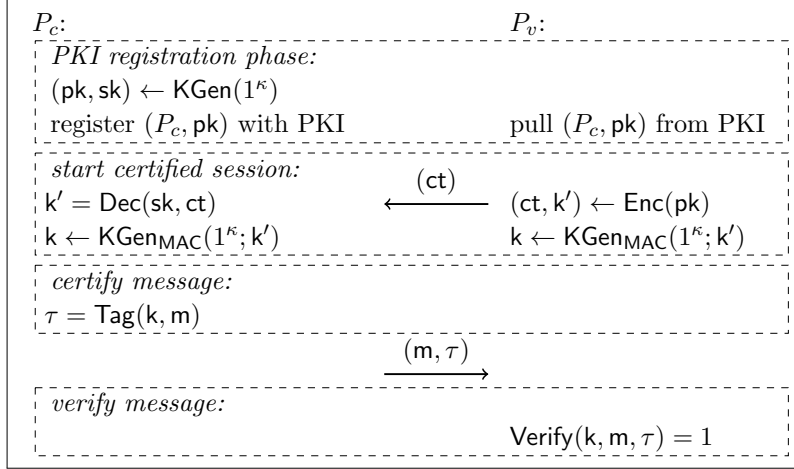 P_c: P_v:
PKI registration phase:
(pk, sk) ← KGen(1^κ)
register (P_c, pk) with PKI pull (P_c, pk) from PKI
start certified session:
(ct)
k′ = Dec(sk, ct) (ct, k′) ← Enc(pk)
k ← KGen_MAC(1^κ; k′) k ← KGen_MAC(1^κ; k′)
certify message:
τ = Tag(k, m)
(m, τ)
verify message:
Verify(k, m, τ) = 1